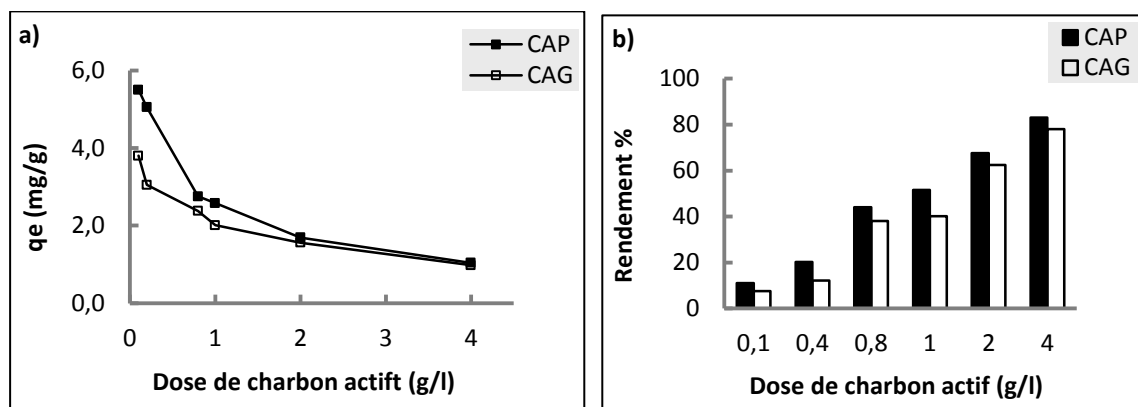 a)
CAP
CAG
6,0
4,0
2,0
0,0
qe (mg/g)
0 1 2 3 4
Dose de charbon actift (g/l)
b)
CAP
CAG
100
80
60
40
20
0
Rendement %
0,1 0,4 0,8 1 2 4
Dose de charbon actif (g/l)